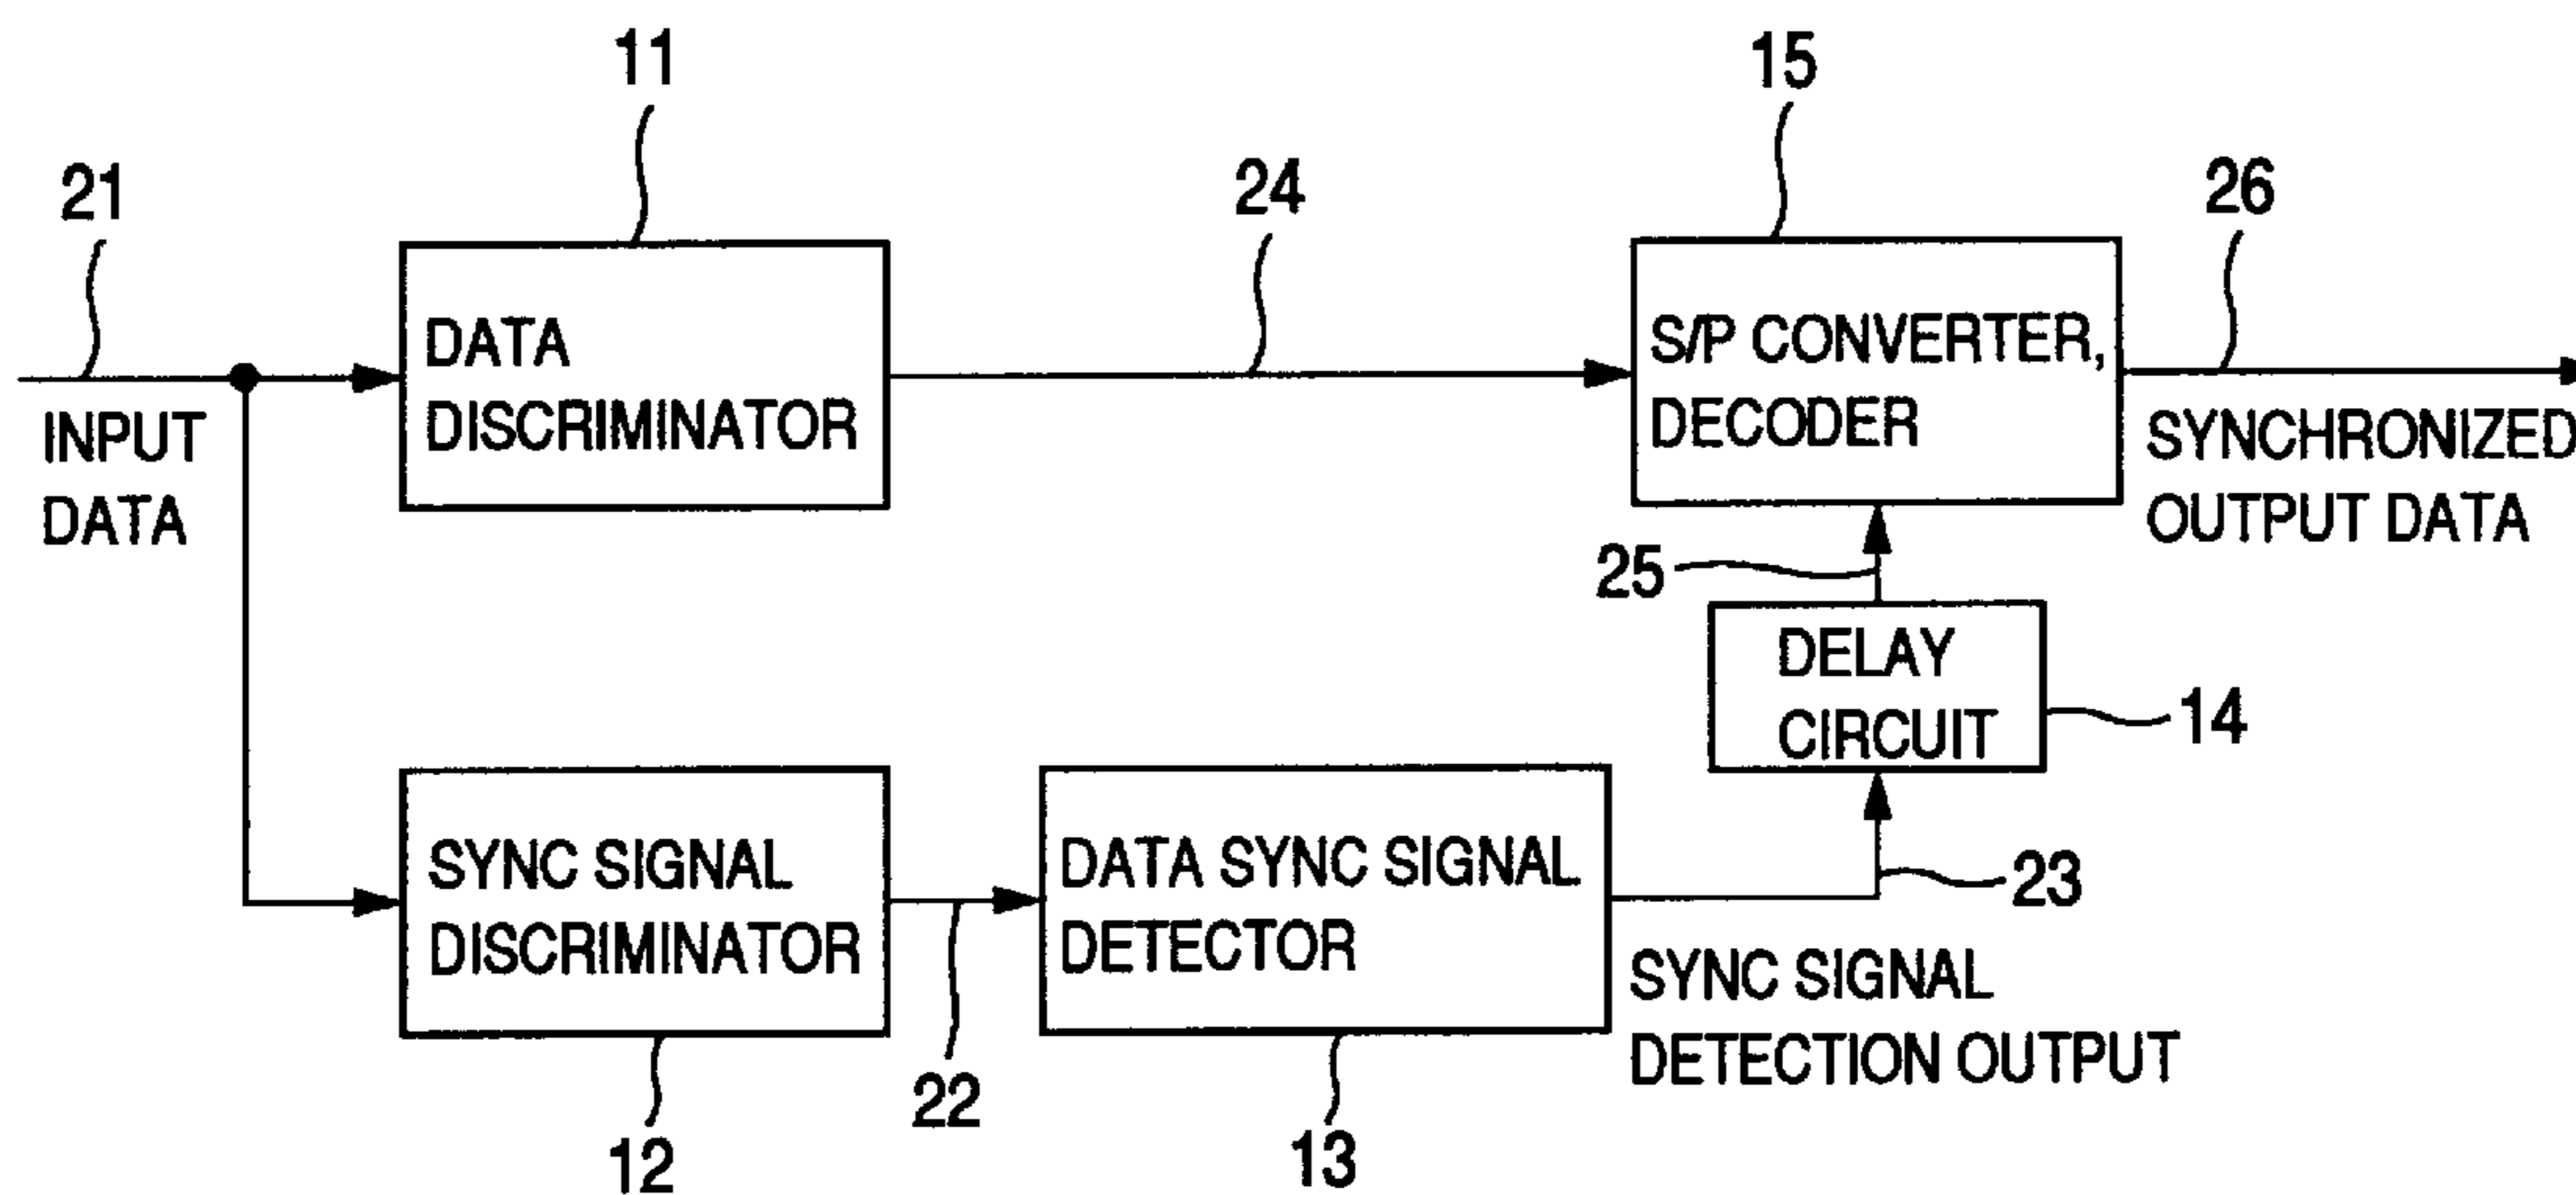 11
15
21
24
26
DATA
DISCRIMINATOR
S/P CONVERTER,
DECODER
INPUT
DATA
SYNCHRONIZED
OUTPUT DATA
25
DELAY
CIRCUIT
14
SYNC SIGNAL
DISCRIMINATOR
DATA SYNC SIGNAL
DETECTOR
23
SYNC SIGNAL
DETECTION OUTPUT
22
12
13